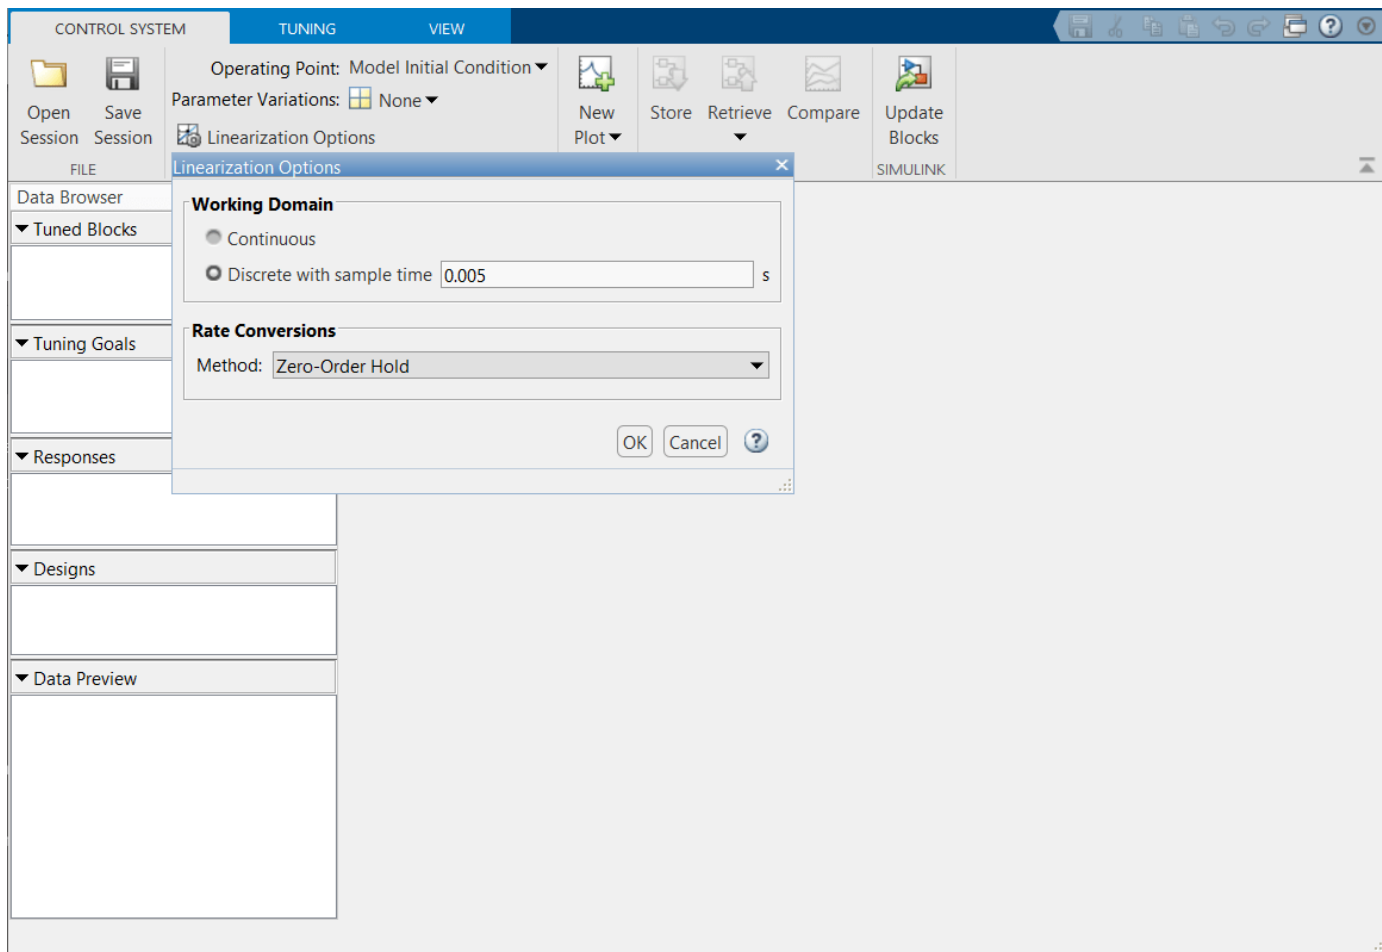 CONTROL SYSTEM TUNING VIEW
Operating Point: Model Initial Condition
Parameter Variations: None
Linearization Options
Open Session
Save Session
FILE
New Plot
Store
Retrieve
Compare
Update Blocks
SIMULINK
Linearization Options
Working Domain
Continuous
Discrete with sample time 0.005 s
Rate Conversions
Method: Zero-Order Hold
OK Cancel
Data Browser
Tuned Blocks
Tuning Goals
Responses
Designs
Data Preview